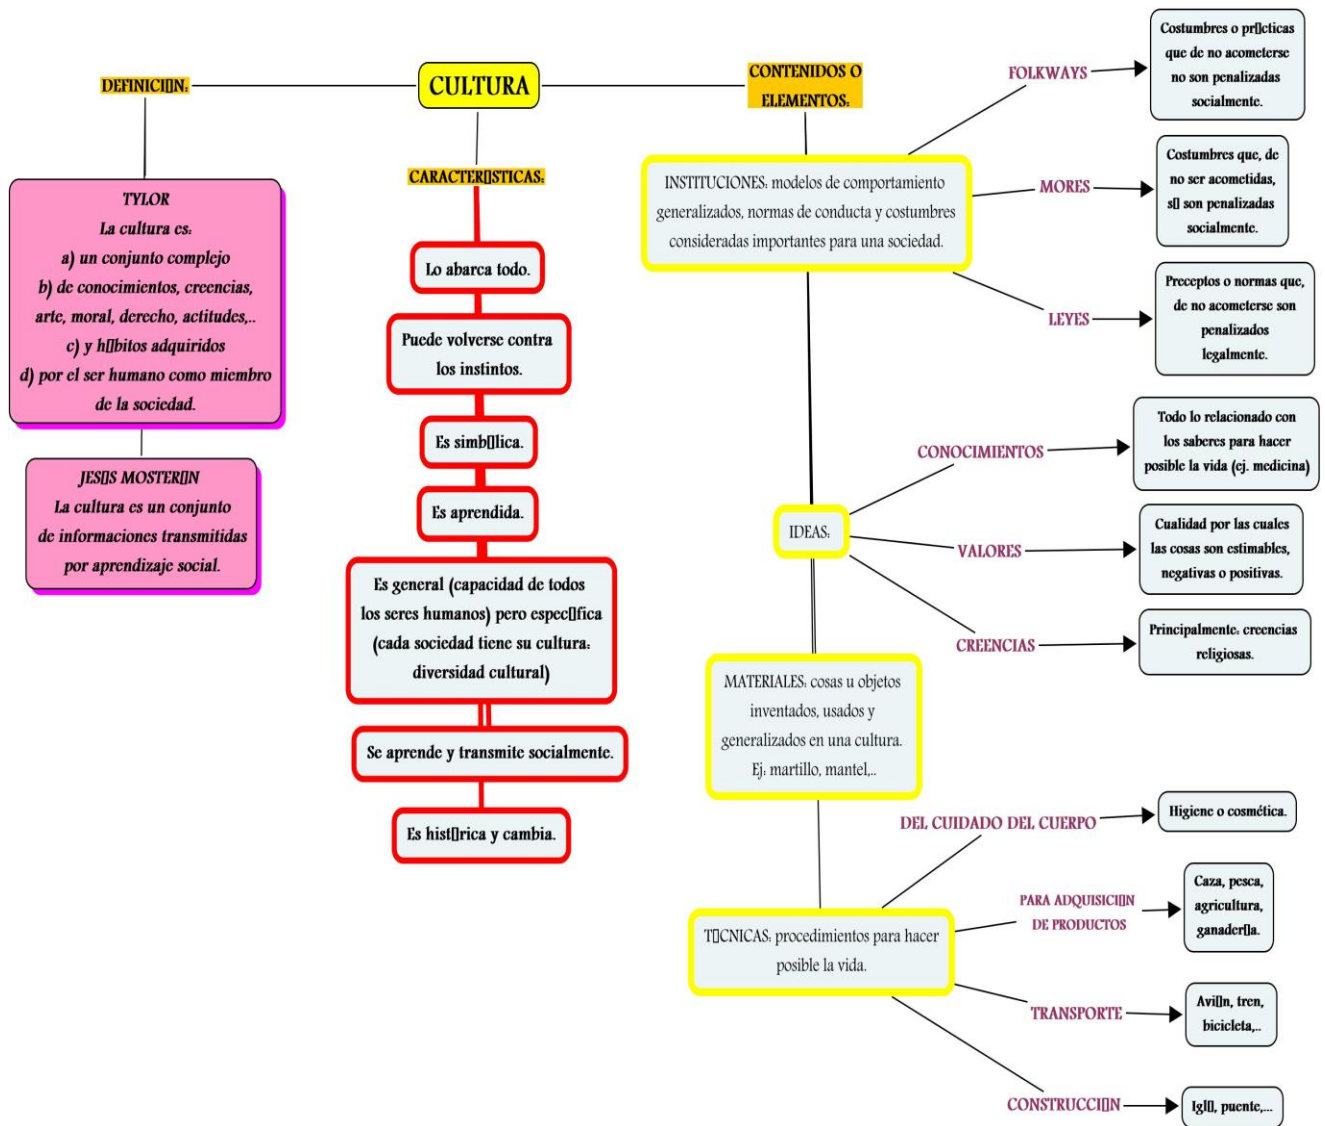 CULTURA
DEFINICI▯N:
TYLOR
La cultura es:
a) un conjunto complejo
b) de conocimientos, creencias,
arte, moral, derecho, actitudes,..
c) y h▯bitos adquiridos
d) por el ser humano como miembro
de la sociedad.
JES▯S MOSTER▯N
La cultura es un conjunto
de informaciones transmitidas
por aprendizaje social.
CARACTER▯STICAS:
Lo abarca todo.
Puede volverse contra
los instintos.
Es simb▯lica.
Es aprendida.
Es general (capacidad de todos
los seres humanos) pero espec▯fica
(cada sociedad tiene su cultura:
diversidad cultural)
Se aprende y transmite socialmente.
Es hist▯rica y cambia.
CONTENIDOS O
ELEMENTOS:
INSTITUCIONES: modelos de comportamiento
generalizados, normas de conducta y costumbres
consideradas importantes para una sociedad.
FOLKWAYS
Costumbres o pr▯cticas
que de no acometerse
no son penalizadas
socialmente.
MORES
Costumbres que, de
no ser acometidas,
s▯ son penalizadas
socialmente.
LEYES
Preceptos o normas que,
de no acometerse son
penalizados
legalmente.
IDEAS:
CONOCIMIENTOS
Todo lo relacionado con
los saberes para hacer
posible la vida (ej. medicina)
VALORES
Cualidad por las cuales
las cosas son estimables,
negativas o positivas.
CREENCIAS
Principalmente: creencias
religiosas.
MATERIALES: cosas u objetos
inventados, usados y
generalizados en una cultura.
Ej: martillo, mantel,..
T▯CNICAS: procedimientos para hacer
posible la vida.
DEL CUIDADO DEL CUERPO
Higiene o cosmética.
PARA ADQUISICI▯N
DE PRODUCTOS
Caza, pesca,
agricultura,
ganader▯a.
TRANSPORTE
Avi▯n, tren,
bicicleta,..
CONSTRUCCI▯N
Igl▯, puente,...